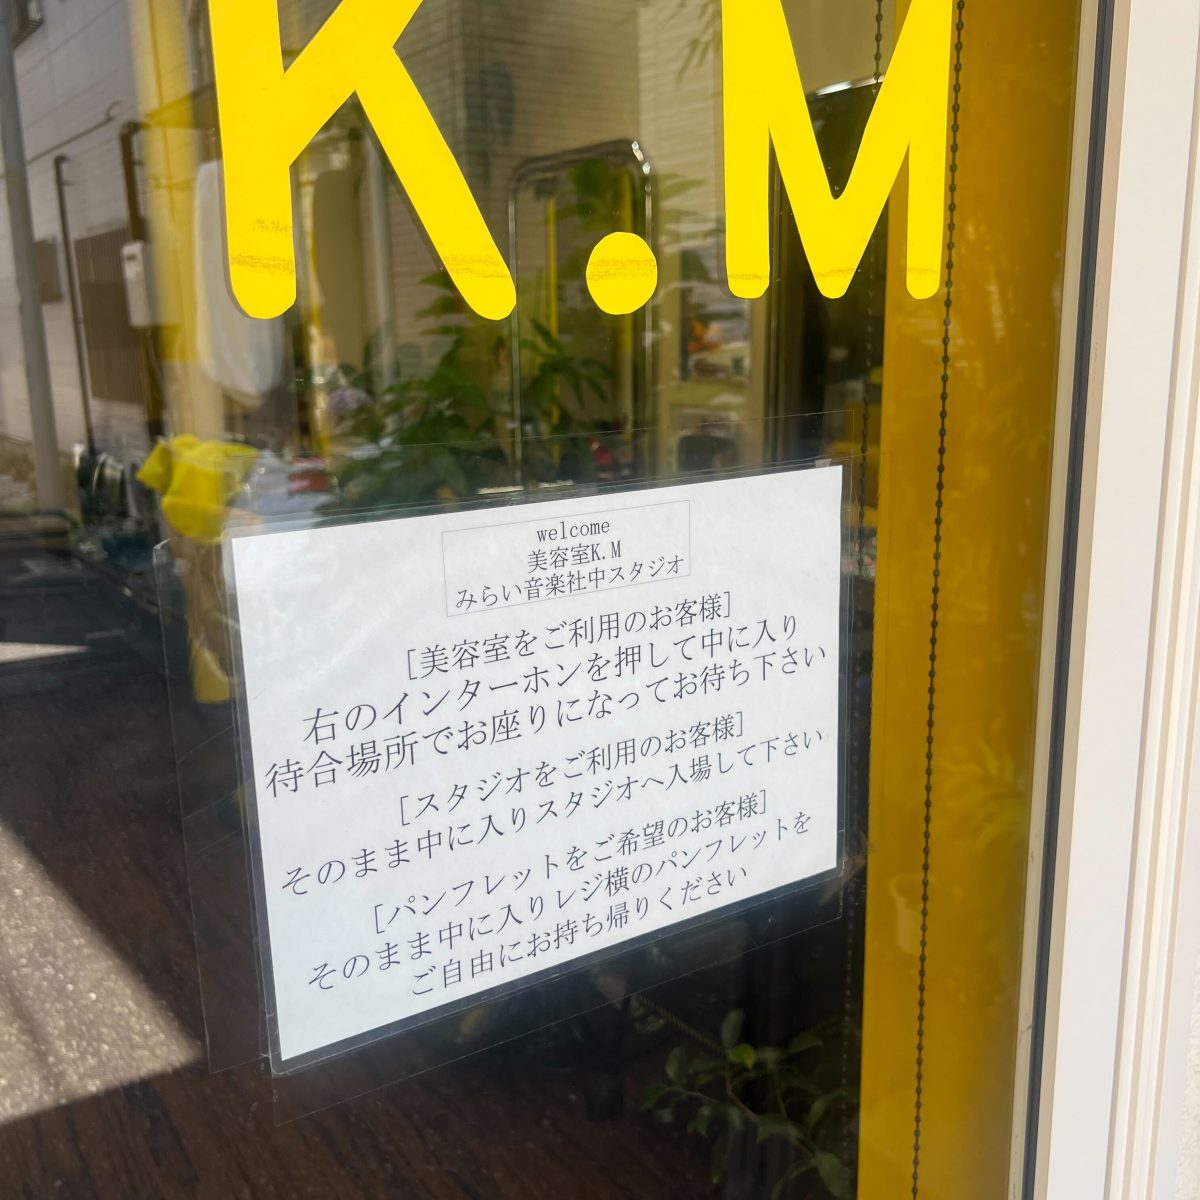 K.M
welcome
美容室K.M
みらい音楽社中スタジオ
[美容室をご利用のお客様]
右のインターホンを押して中に入り
待合場所でお座りになってお待ち下さい
[スタジオをご利用のお客様]
そのまま中に入りスタジオへ入場して下さい
[パンフレットをご希望のお客様]
そのまま中に入りレジ横のパンフレットを
ご自由にお持ち帰りください